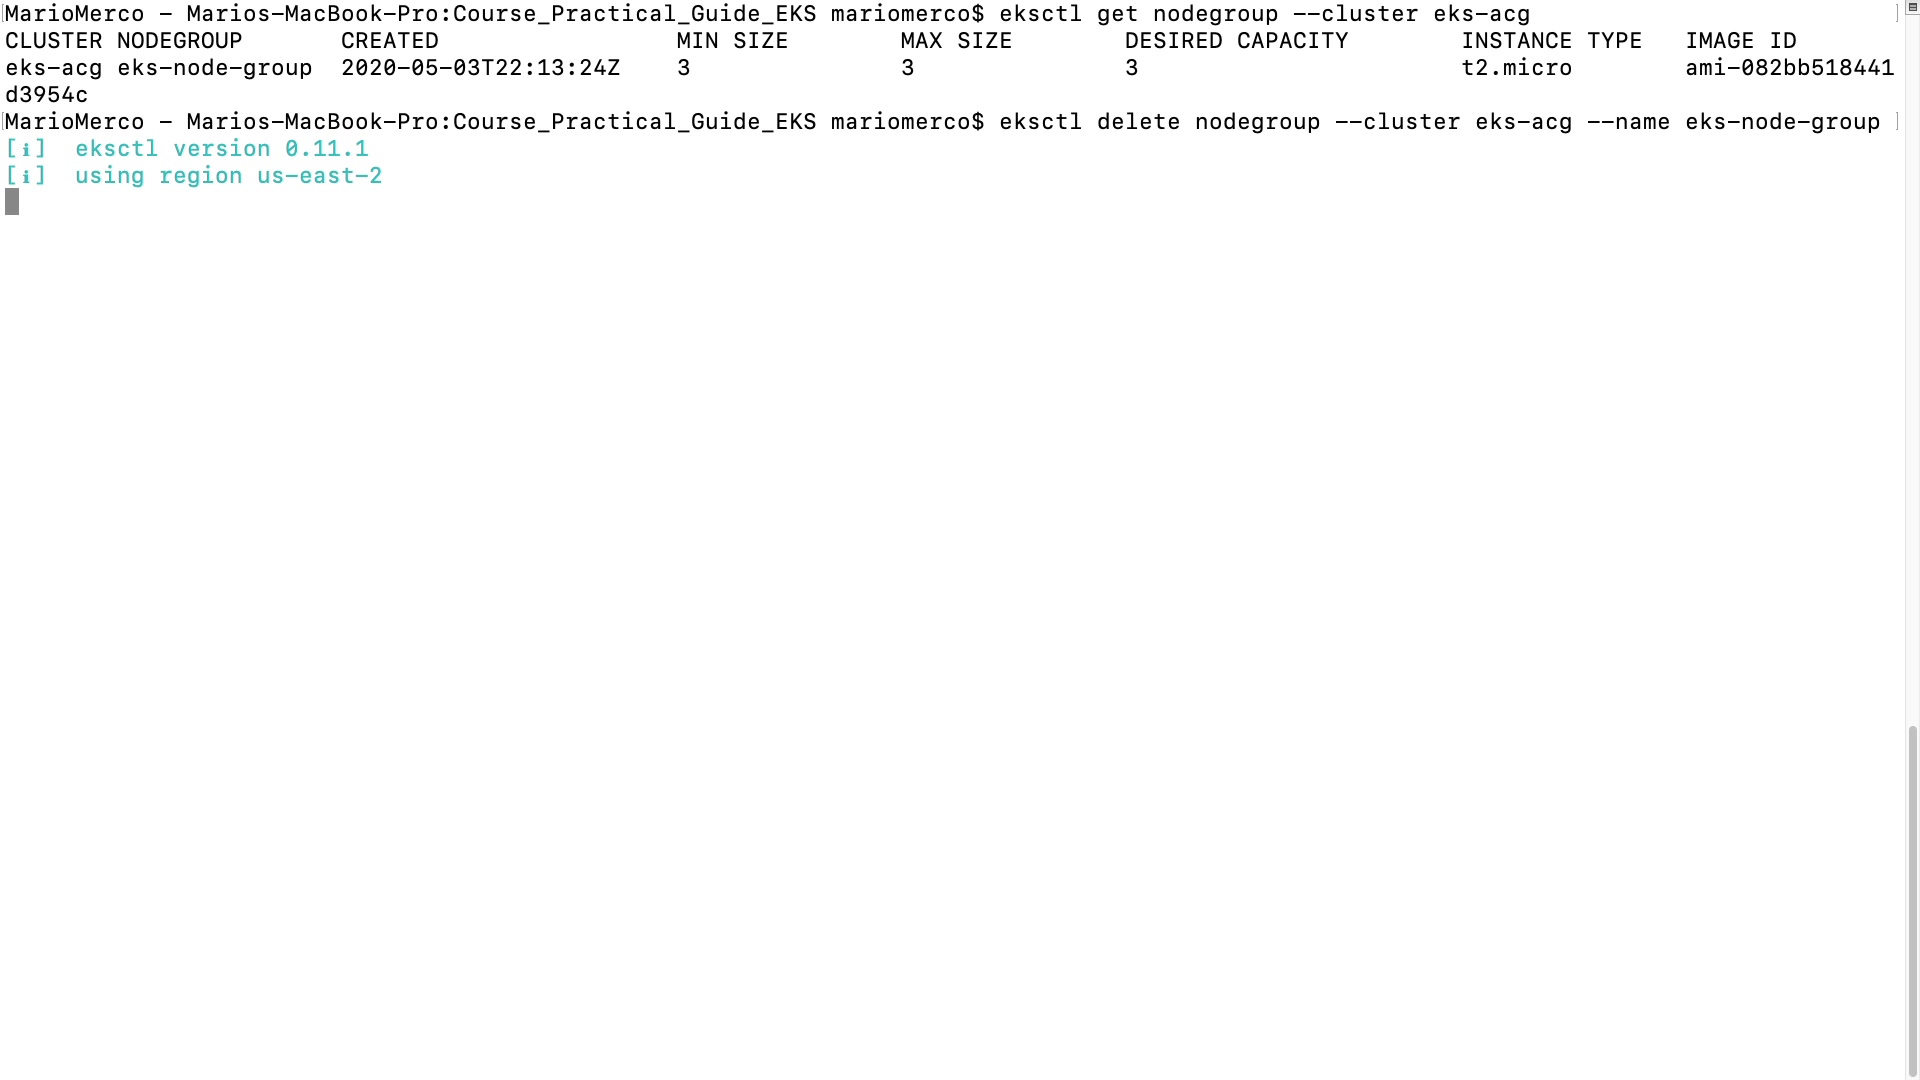 MarioMerco - Marios-MacBook-Pro:Course_Practical_Guide_EKS mariomerco$ eksctl get nodegroup --cluster eks-acg
CLUSTER NODEGROUP CREATED MIN SIZE MAX SIZE DESIRED CAPACITY INSTANCE TYPE IMAGE ID
eks-acg eks-node-group 2020-05-03T22:13:24Z 3 3 3 t2.micro ami-082bb518441
d3954c
MarioMerco - Marios-MacBook-Pro:Course_Practical_Guide_EKS mariomerco$ eksctl delete nodegroup --cluster eks-acg --name eks-node-group
[ℹ]  eksctl version 0.11.1
[ℹ]  using region us-east-2